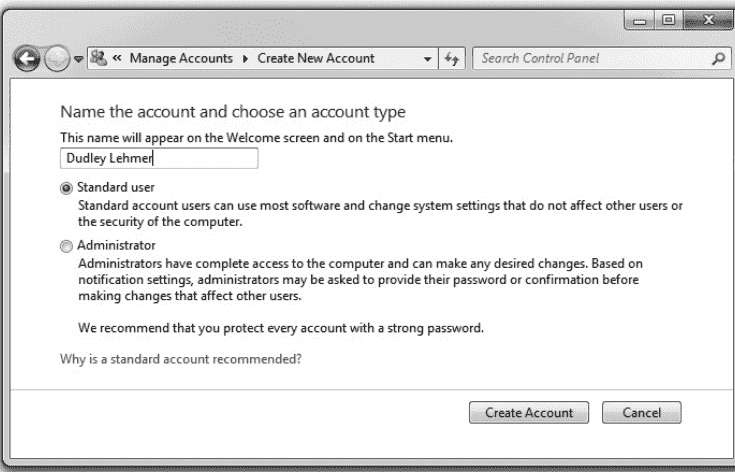 « Manage Accounts ▸ Create New Account
Search Control Panel
Name the account and choose an account type
This name will appear on the Welcome screen and on the Start menu.
Dudley Lehmer
Standard user
Standard account users can use most software and change system settings that do not affect other users or
the security of the computer.
Administrator
Administrators have complete access to the computer and can make any desired changes. Based on
notification settings, administrators may be asked to provide their password or confirmation before
making changes that affect other users.
We recommend that you protect every account with a strong password.
Why is a standard account recommended?
Create Account
Cancel